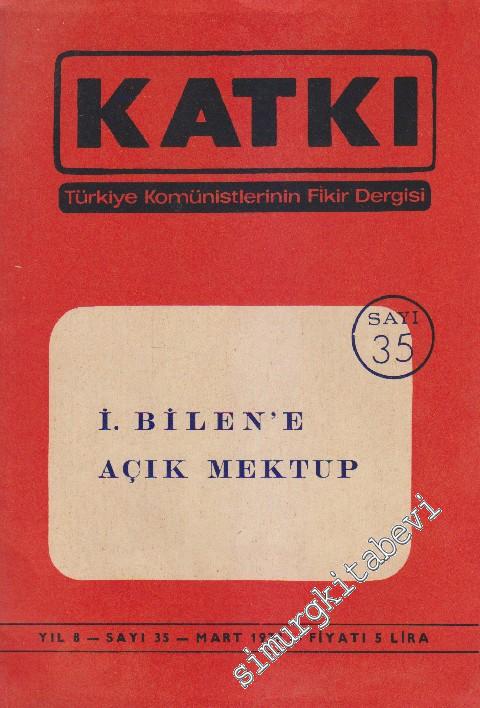 KATKI
Türkiye Komünistlerinin Fikir Dergisi
SAYI
35
İ. BİLEN'E
AÇIK MEKTUP
YIL 8 — SAYI 35 — MART FİYATI 5 LİRA
simurgkitabevi